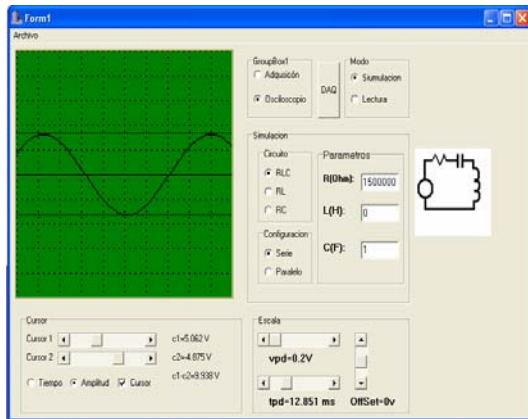 Form1
Archivo
GroupBox1
Adquisicón
Osciloscopio
DAQ
Modo
Siumulacion
Lectura
Simulacion
Circuito
RLC
RL
RC
Configuracion
Serie
Paralelo
Parametros
R(Ohm): 1500000
L(H): 0
C(F): 1
Cursor
Cursor 1
c1=5.062 V
Cursor 2
c2=-4.875 V
c1-c2=9.938 V
Tiempo
Amplitud
Cursor
Escala
vpd=0.2V
tpd=12.851 ms
OffSet=0v